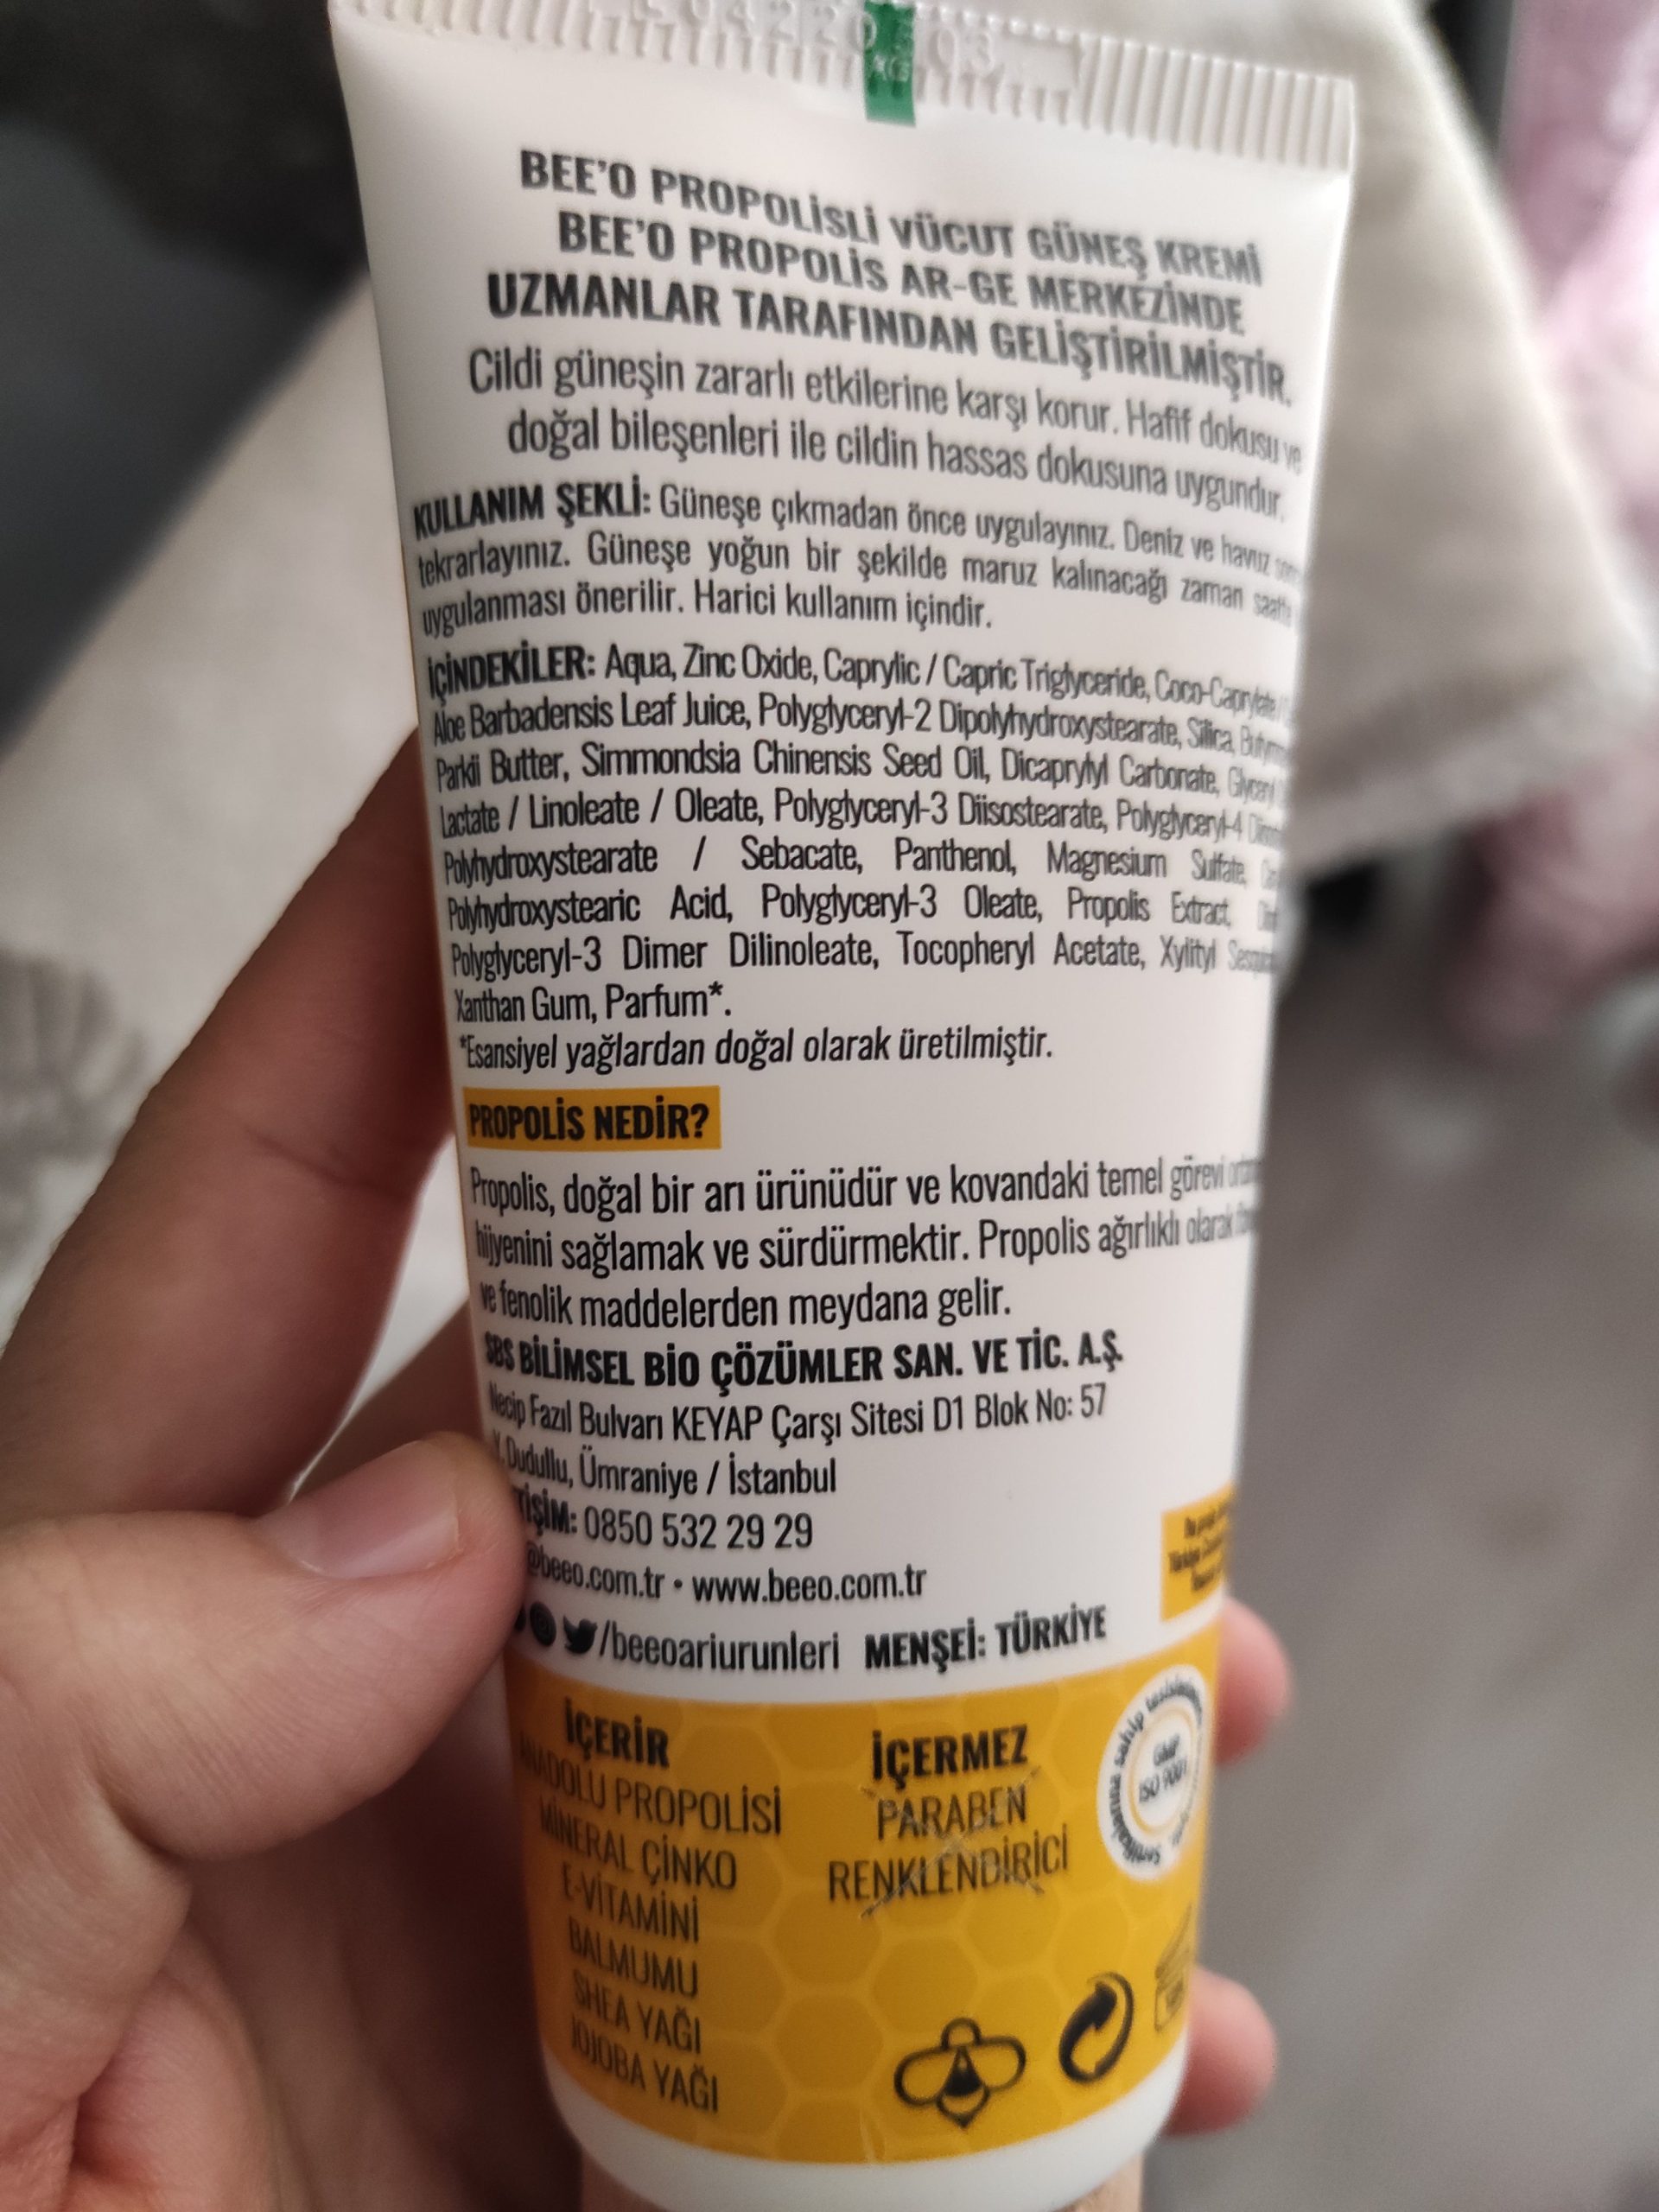 BEE'O PROPOLİSLİ VÜCUT GÜNEŞ KREMİ
BEE'O PROPOLİS AR-GE MERKEZİNDE
UZMANLAR TARAFINDAN GELİŞTİRİLMİŞTİR.
Cildi güneşin zararlı etkilerine karşı korur. Hafif dokusu ve
doğal bileşenleri ile cildin hassas dokusuna uygundur.
KULLANIM ŞEKLİ: Güneşe çıkmadan önce uygulayınız. Deniz ve havuz
tekrarlayınız. Güneşe yoğun bir şekilde maruz kalınacağı zaman
uygulanması önerilir. Harici kullanım içindir.
İÇİNDEKİLER: Aqua, Zinc Oxide, Caprylic / Capric Triglyceride, Coco-Caprylate
Aloe Barbadensis Leaf Juice, Polyglyceryl-2 Dipolyhydroxystearate, Silica,
Parkii Butter, Simmondsia Chinensis Seed Oil, Dicaprylyl Carbonate, Glyceryl
Lactate / Linoleate / Oleate, Polyglyceryl-3 Diisostearate, Polyglyceryl-4
Polyhydroxystearate / Sebacate, Panthenol, Magnesium Sulfate,
Polyhydroxystearic Acid, Polyglyceryl-3 Oleate, Propolis Extract,
Polyglyceryl-3 Dimer Dilinoleate, Tocopheryl Acetate, Xylityl
Xanthan Gum, Parfum*.
*Esansiyel yağlardan doğal olarak üretilmiştir.
PROPOLİS NEDİR?
Propolis, doğal bir arı ürünüdür ve kovandaki temel görevi
hijyenini sağlamak ve sürdürmektir. Propolis ağırlıklı olarak
ve fenolik maddelerden meydana gelir.
SBS BİLİMSEL BİO ÇÖZÜMLER SAN. VE TİC. A.Ş.
Necip Fazıl Bulvarı KEYAP Çarşı Sitesi D1 Blok No: 57
Y. Dudullu, Ümraniye / İstanbul
TİŞİM: 0850 532 29 29
@beeo.com.tr • www.beeo.com.tr
/beeoariurunleri MENŞEİ: TÜRKİYE
İÇERİR
ANADOLU PROPOLİSİ
MİNERAL ÇİNKO
E-VİTAMİNİ
BALMUMU
SHEA YAĞI
JOJOBA YAĞI
İÇERMEZ
PARABEN
RENKLENDİRİCİ
GMP
ISO 9001